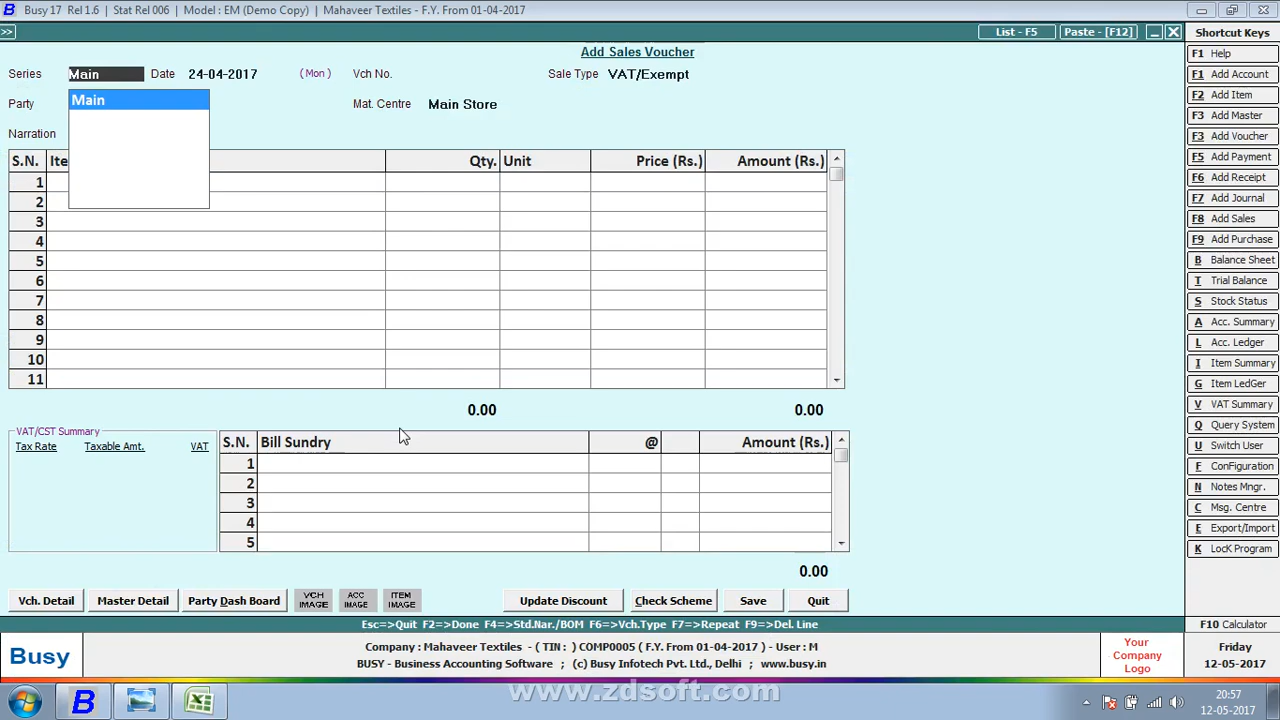 Busy 17 Rel 1.6 | Stat Rel 006 | Model : EM (Demo Copy) | Mahaveer Textiles - F.Y. From 01-04-2017
>> List - F5 Paste - [F12] Shortcut Keys
Add Sales Voucher
Series Main Date 24-04-2017 (Mon) Vch No. Sale Type VAT/Exempt
Party Main Mat. Centre Main Store
Narration
S.N. Ite Qty. Unit Price (Rs.) Amount (Rs.)
1
2
3
4
5
6
7
8
9
10
11
0.00 0.00
VAT/CST Summary
Tax Rate Taxable Amt. VAT
S.N. Bill Sundry @ Amount (Rs.)
1
2
3
4
5
0.00
Vch. Detail Master Detail Party Dash Board VCH IMAGE ACC IMAGE ITEM IMAGE Update Discount Check Scheme Save Quit
Esc=>Quit F2=>Done F4=>Std.Nar./BOM F6=>Vch.Type F7=>Repeat F9=>Del. Line
F1 Help
F1 Add Account
F2 Add Item
F3 Add Master
F3 Add Voucher
F5 Add Payment
F6 Add Receipt
F7 Add Journal
F8 Add Sales
F9 Add Purchase
B Balance Sheet
T Trial Balance
S Stock Status
A Acc. Summary
L Acc. Ledger
I Item Summary
G Item LedGer
V VAT Summary
Q Query System
U Switch User
F Configuration
N Notes Mngr.
C Msg. Centre
E Export/Import
K LocK Program
F10 Calculator
Busy
Company : Mahaveer Textiles - ( TIN : ) COMP0005 ( F.Y. From 01-04-2017 ) - User : M
BUSY - Business Accounting Software ; (c) Busy Infotech Pvt. Ltd., Delhi ; www.busy.in
Your
Company
Logo
Friday
12-05-2017
www.zdsoft.com
20:57
12-05-2017